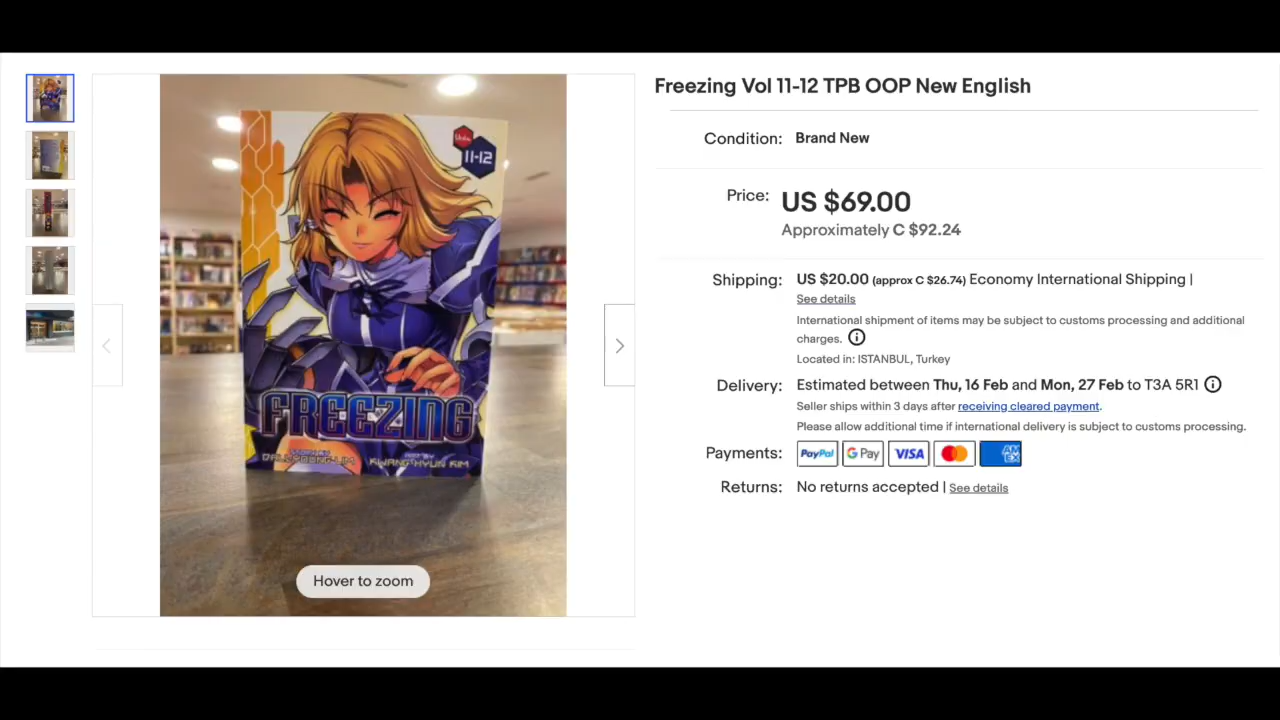 Freezing Vol 11-12 TPB OOP New English
Condition: Brand New
Price: US $69.00
Approximately C $92.24
Shipping: US $20.00 (approx C $26.74) Economy International Shipping |
See details
International shipment of items may be subject to customs processing and additional
charges.
Located in: ISTANBUL, Turkey
Delivery: Estimated between Thu, 16 Feb and Mon, 27 Feb to T3A 5R1
Seller ships within 3 days after receiving cleared payment.
Please allow additional time if international delivery is subject to customs processing.
Payments: PayPal G Pay VISA AM EX
Returns: No returns accepted | See details
11-12
FREEZING
KWANG-HYUN KIM
Hover to zoom